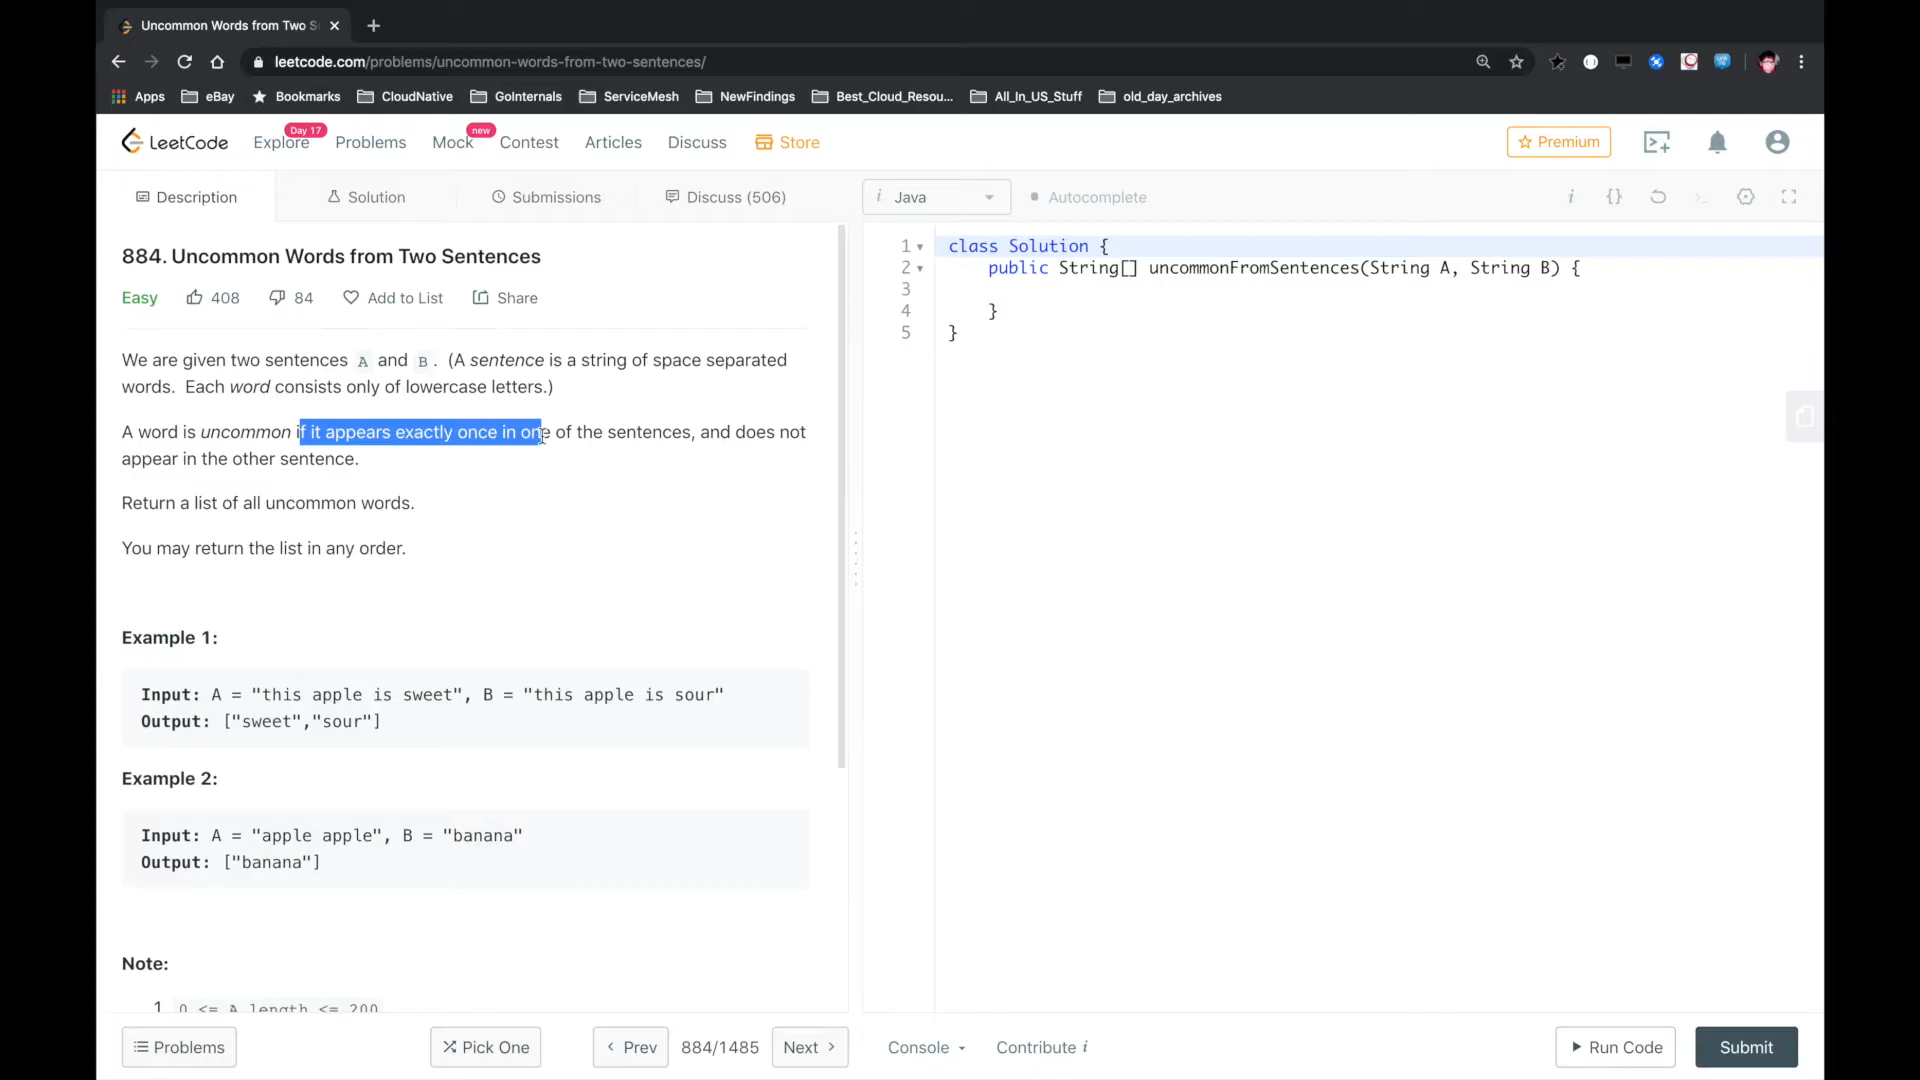 Uncommon Words from Two S
leetcode.com/problems/uncommon-words-from-two-sentences/
Apps eBay Bookmarks CloudNative GoInternals ServiceMesh NewFindings Best_Cloud_Resou... All_In_US_Stuff old_day_archives
LeetCode Explore Day 17 Problems Mock new Contest Articles Discuss Store Premium
Description Solution Submissions Discuss (506)
i Java Autocomplete i {}
884. Uncommon Words from Two Sentences
Easy 408 84 Add to List Share
We are given two sentences A and B. (A sentence is a string of space separated
words. Each word consists only of lowercase letters.)
A word is uncommon if it appears exactly once in one of the sentences, and does not
appear in the other sentence.
Return a list of all uncommon words.
You may return the list in any order.
Example 1:
Input: A = "this apple is sweet", B = "this apple is sour"
Output: ["sweet","sour"]
Example 2:
Input: A = "apple apple", B = "banana"
Output: ["banana"]
Note:
1 0 <= A.length <= 200
1 class Solution {
2 public String[] uncommonFromSentences(String A, String B) {
3
4 }
5 }
Problems Pick One Prev 884/1485 Next
Console Contribute i Run Code Submit